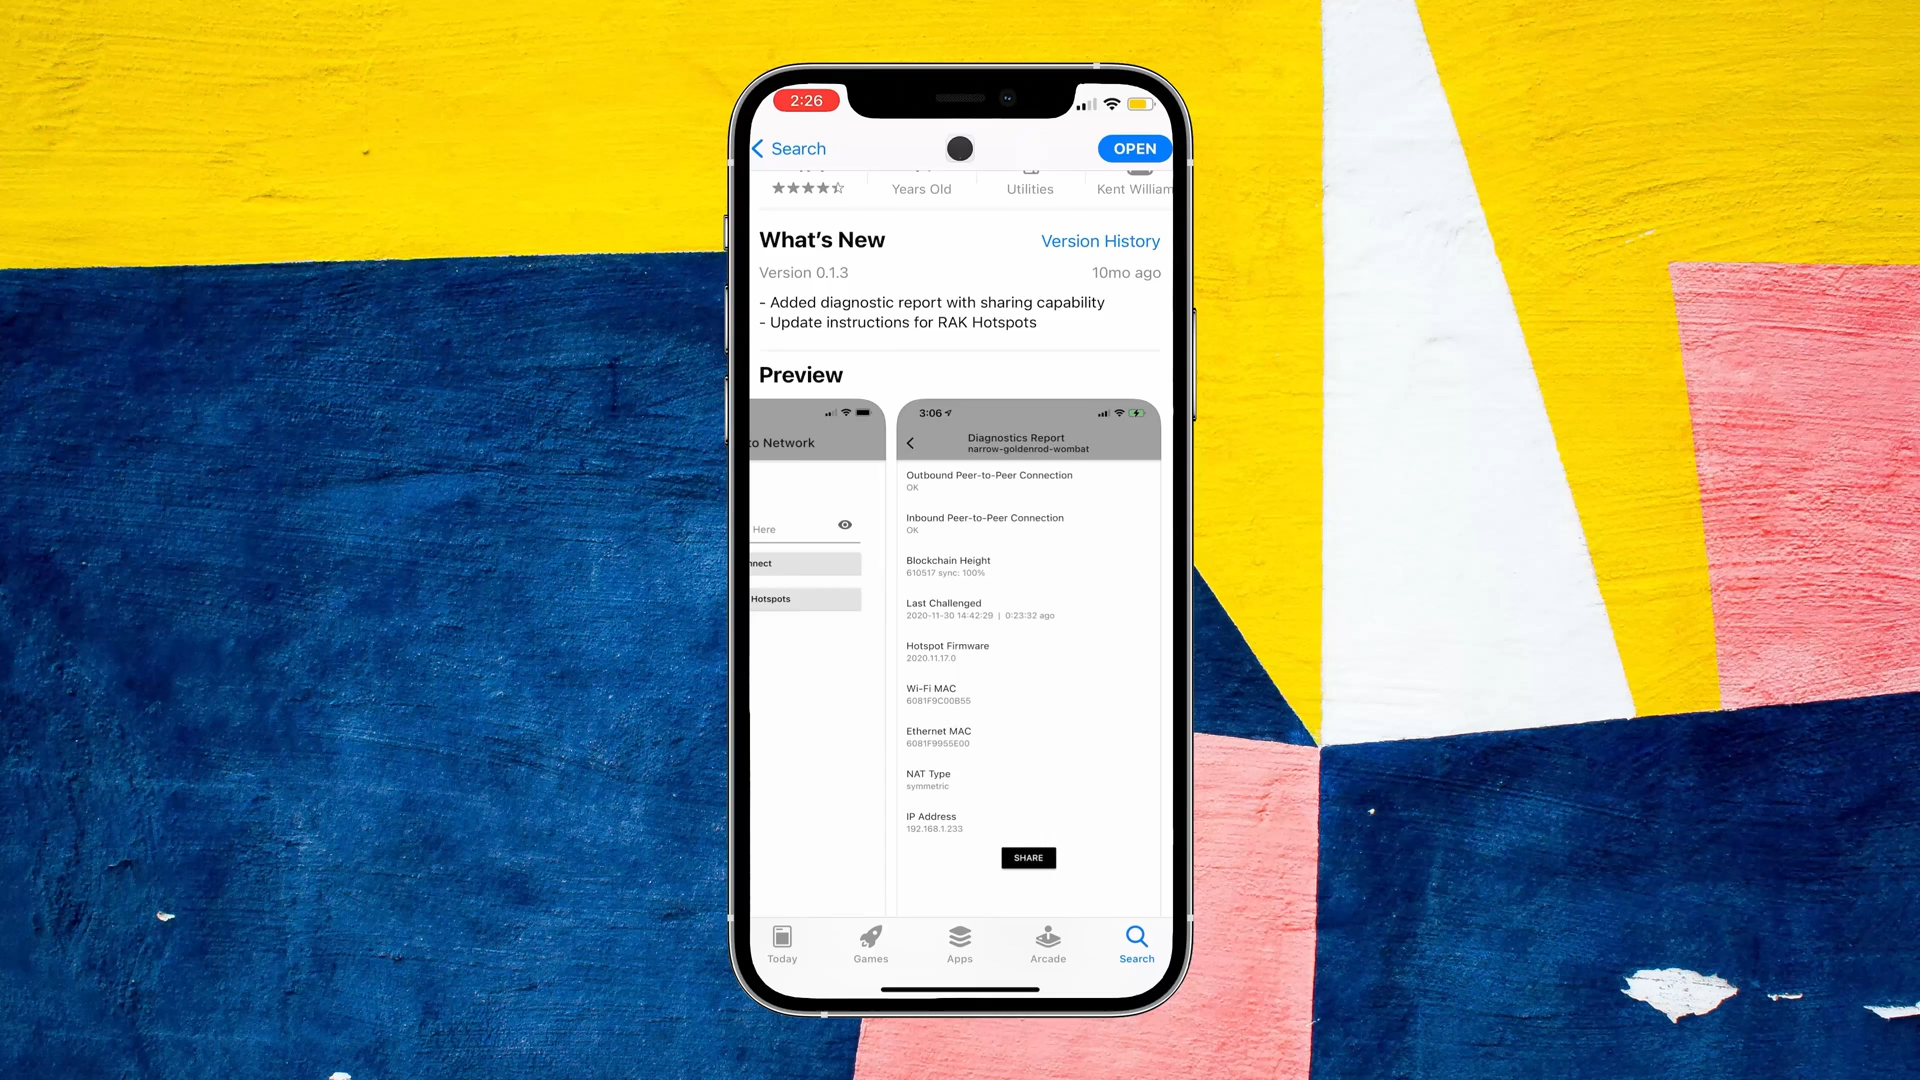 2:26
Search
OPEN
Years Old
Utilities
Kent William
What's New
Version History
Version 0.1.3
10mo ago
- Added diagnostic report with sharing capability
- Update instructions for RAK Hotspots
Preview
to Network
Here
nnect
Hotspots
3:06
Diagnostics Report
narrow-goldenrod-wombat
Outbound Peer-to-Peer Connection
OK
Inbound Peer-to-Peer Connection
OK
Blockchain Height
610517 sync: 100%
Last Challenged
2020-11-30 14:42:29 | 0:23:32 ago
Hotspot Firmware
2020.11.17.0
Wi-Fi MAC
6081F9C00B55
Ethernet MAC
6081F9955E00
NAT Type
symmetric
IP Address
192.168.1.233
SHARE
Today
Games
Apps
Arcade
Search